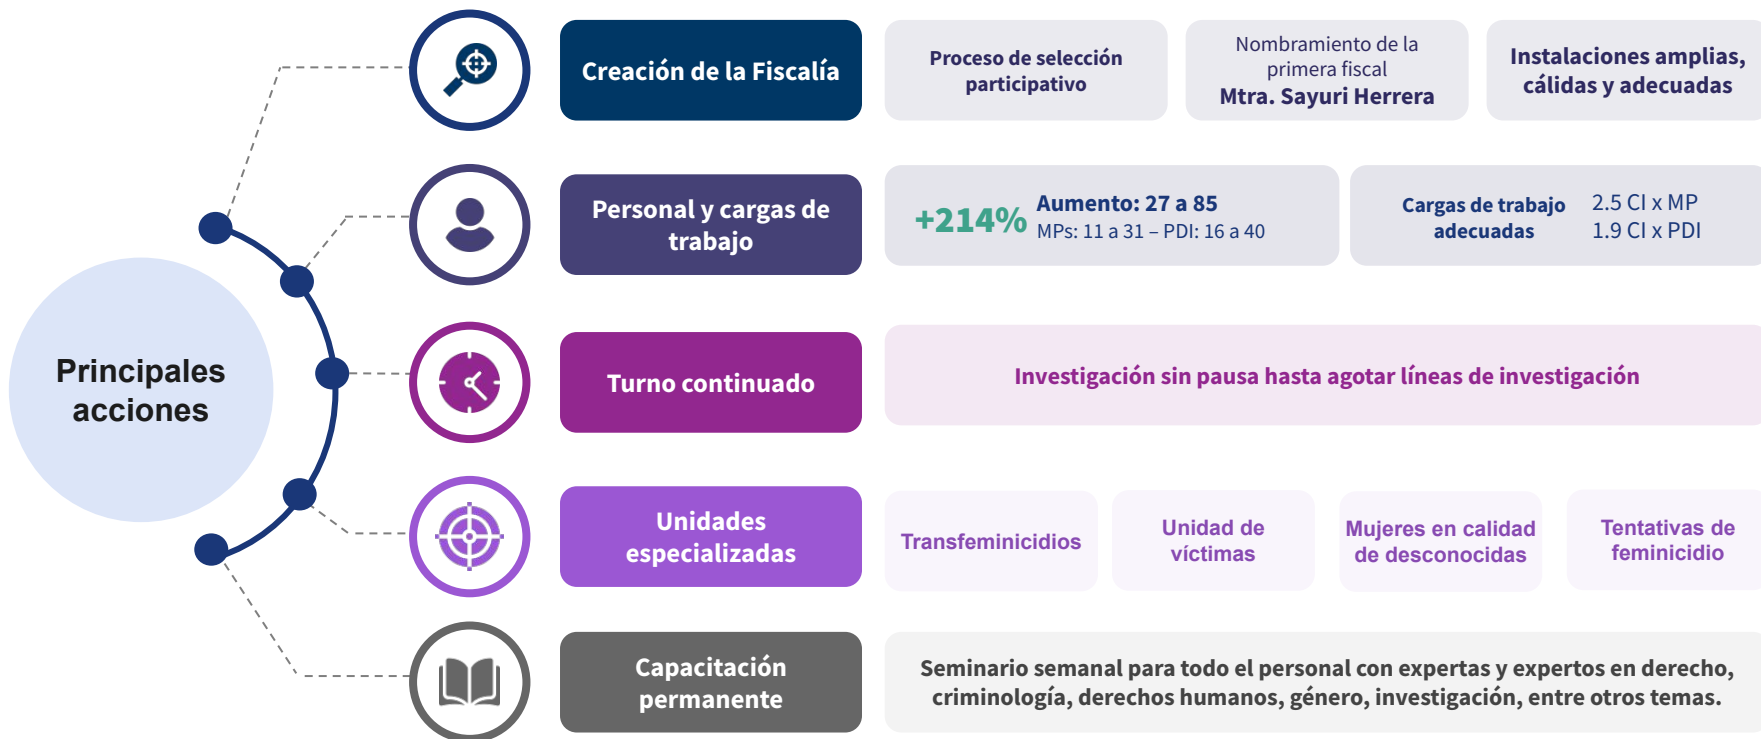 Principales
acciones
Creación de la Fiscalía
Proceso de selección
participativo
Nombramiento de la
primera fiscal
Mtra. Sayuri Herrera
Instalaciones amplias,
cálidas y adecuadas
Personal y cargas de
trabajo
+214%
Aumento: 27 a 85
MPs: 11 a 31 – PDI: 16 a 40
Cargas de trabajo
adecuadas
2.5 CI x MP
1.9 CI x PDI
Turno continuado
Investigación sin pausa hasta agotar líneas de investigación
Unidades
especializadas
Transfeminicidios
Unidad de
víctimas
Mujeres en calidad
de desconocidas
Tentativas de
feminicidio
Capacitación
permanente
Seminario semanal para todo el personal con expertas y expertos en derecho,
criminología, derechos humanos, género, investigación, entre otros temas.